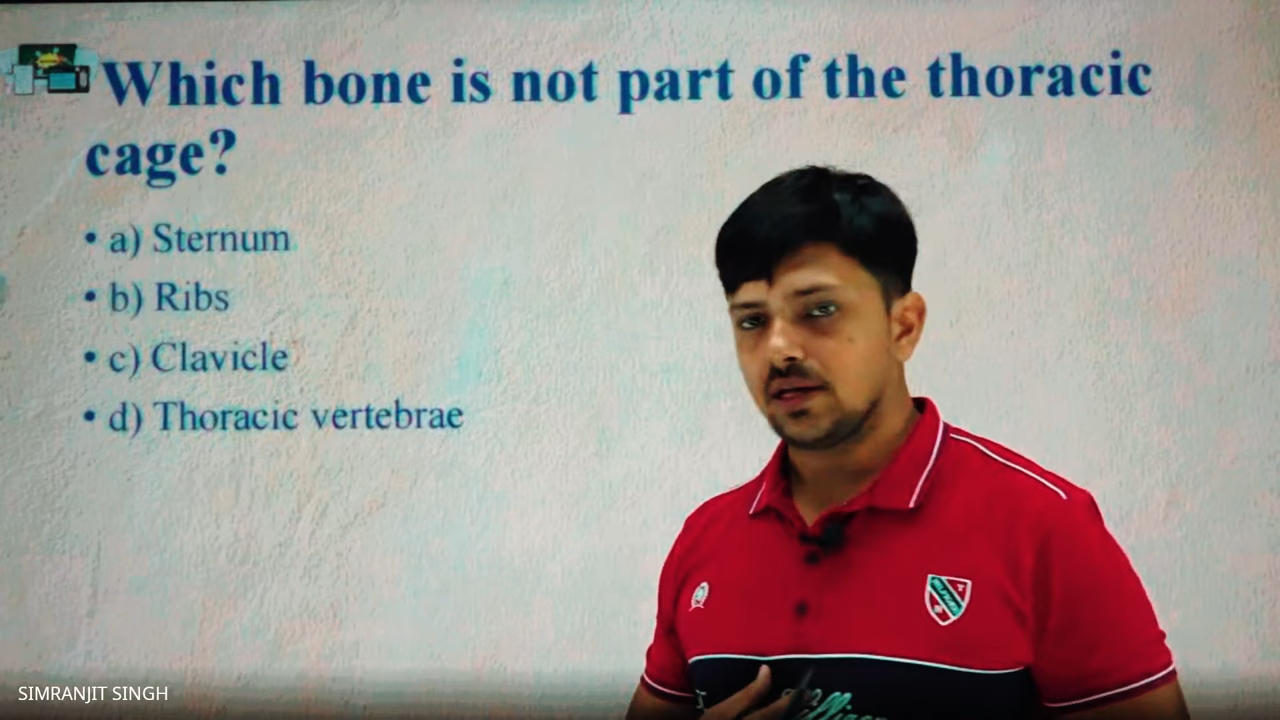 Which bone is not part of the thoracic
cage?
• a) Sternum
• b) Ribs
• c) Clavicle
• d) Thoracic vertebrae
SIMRANJIT SINGH